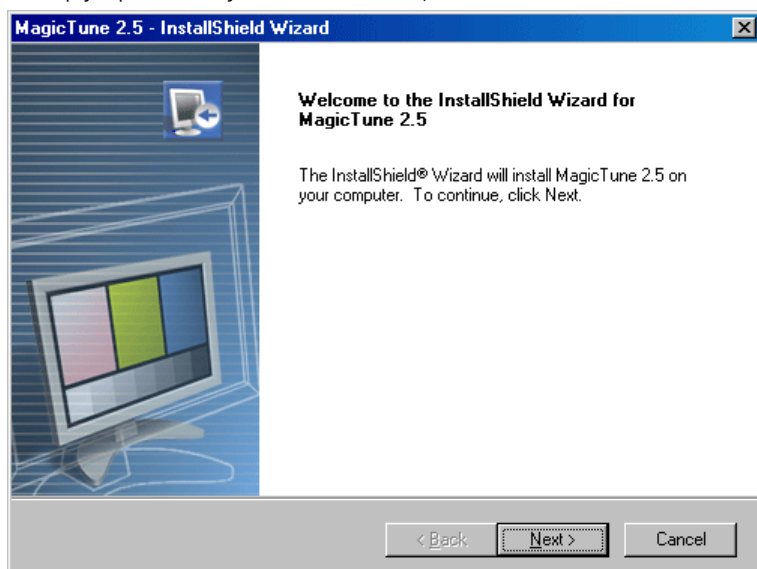 MagicTune 2.5 - InstallShield Wizard
Welcome to the InstallShield Wizard for
MagicTune 2.5
The InstallShield® Wizard will install MagicTune 2.5 on
your computer. To continue, click Next.
< Back
Next >
Cancel